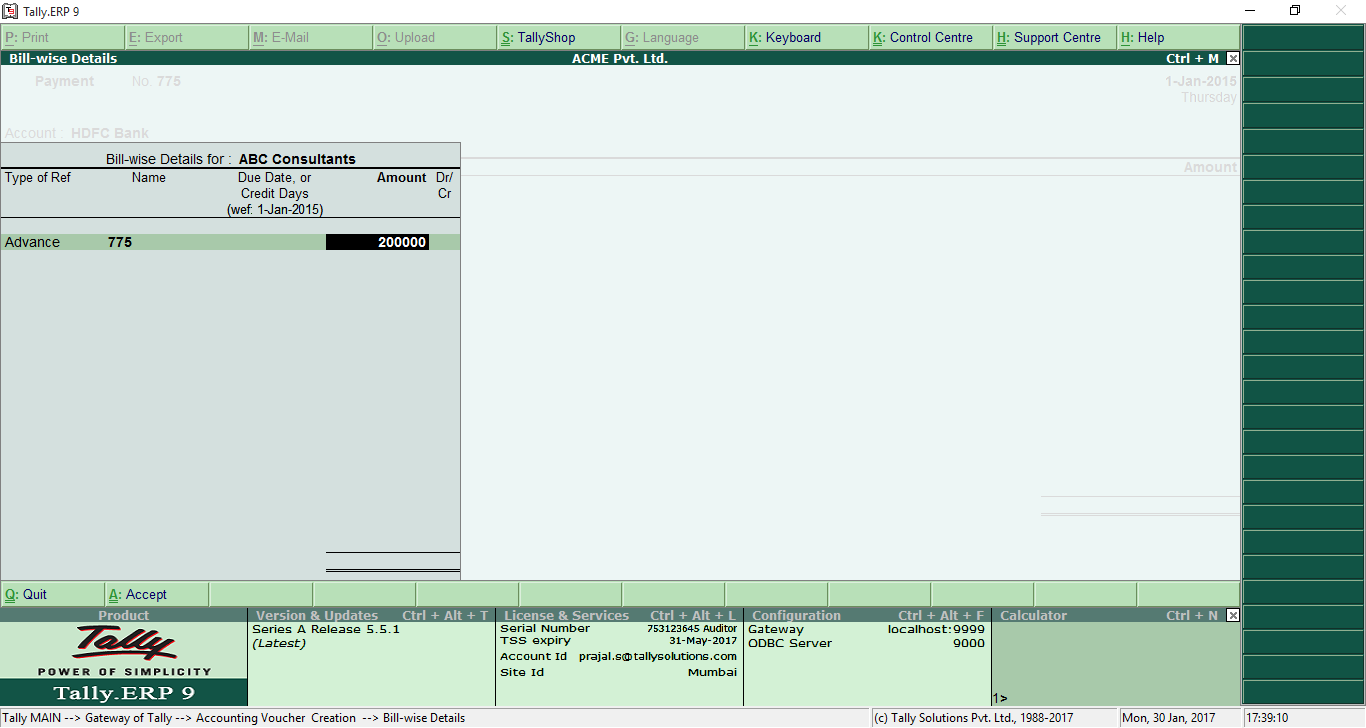 Tally.ERP 9
P: Print E: Export M: E-Mail O: Upload S: TallyShop G: Language K: Keyboard K: Control Centre H: Support Centre H: Help
Bill-wise Details ACME Pvt. Ltd. Ctrl + M
Payment No. 775 1-Jan-2015
Thursday
Account : HDFC Bank
Bill-wise Details for : ABC Consultants
Amount
Type of Ref Name Due Date, or Amount Dr/
Credit Days Cr
(wef. 1-Jan-2015)
Advance 775 200000
Q: Quit A: Accept
Product Version & Updates Ctrl + Alt + T License & Services Ctrl + Alt + L Configuration Ctrl + Alt + F Calculator Ctrl + N
Tally
POWER OF SIMPLICITY
Tally.ERP 9
Series A Release 5.5.1
(Latest)
Serial Number 753123645 Auditor
TSS expiry 31-May-2017
Account Id prajal.s@tallysolutions.com
Site Id Mumbai
Gateway localhost:9999
ODBC Server 9000
1>
Tally MAIN --> Gateway of Tally --> Accounting Voucher Creation --> Bill-wise Details (c) Tally Solutions Pvt. Ltd., 1988-2017 Mon, 30 Jan, 2017 17:39:10